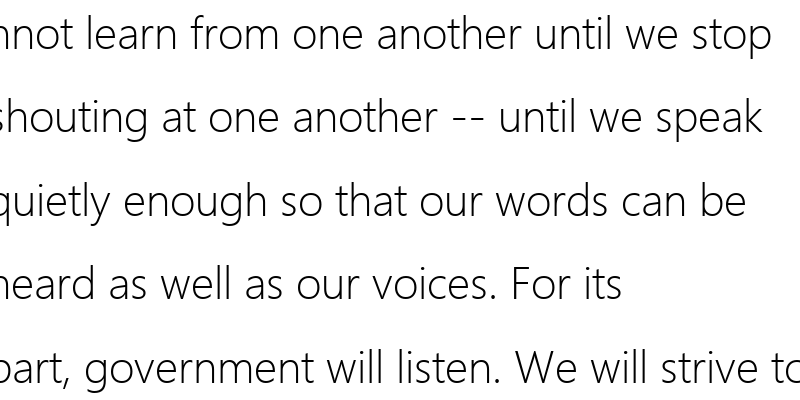 nnot learn from one another until we stop
shouting at one another -- until we speak
quietly enough so that our words can be
heard as well as our voices. For its
part, government will listen. We will strive to